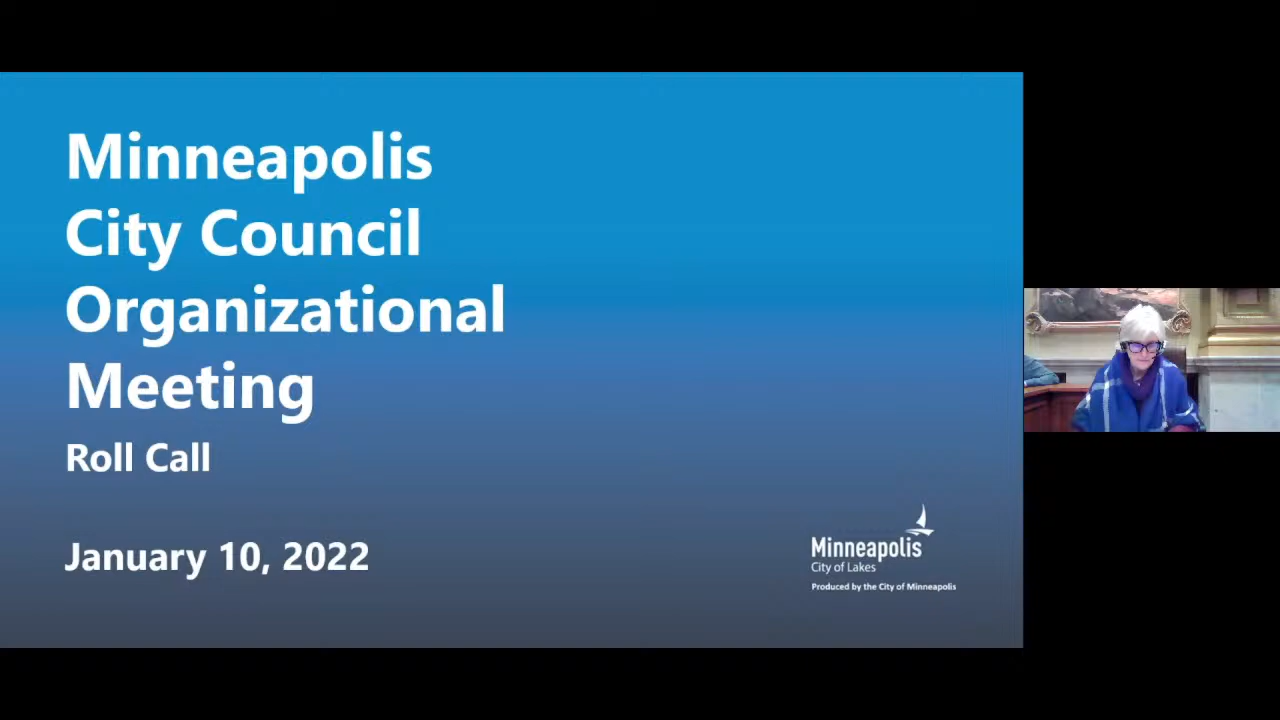 Minneapolis
City Council
Organizational
Meeting
Roll Call
January 10, 2022
Minneapolis
City of Lakes
Produced by the City of Minneapolis